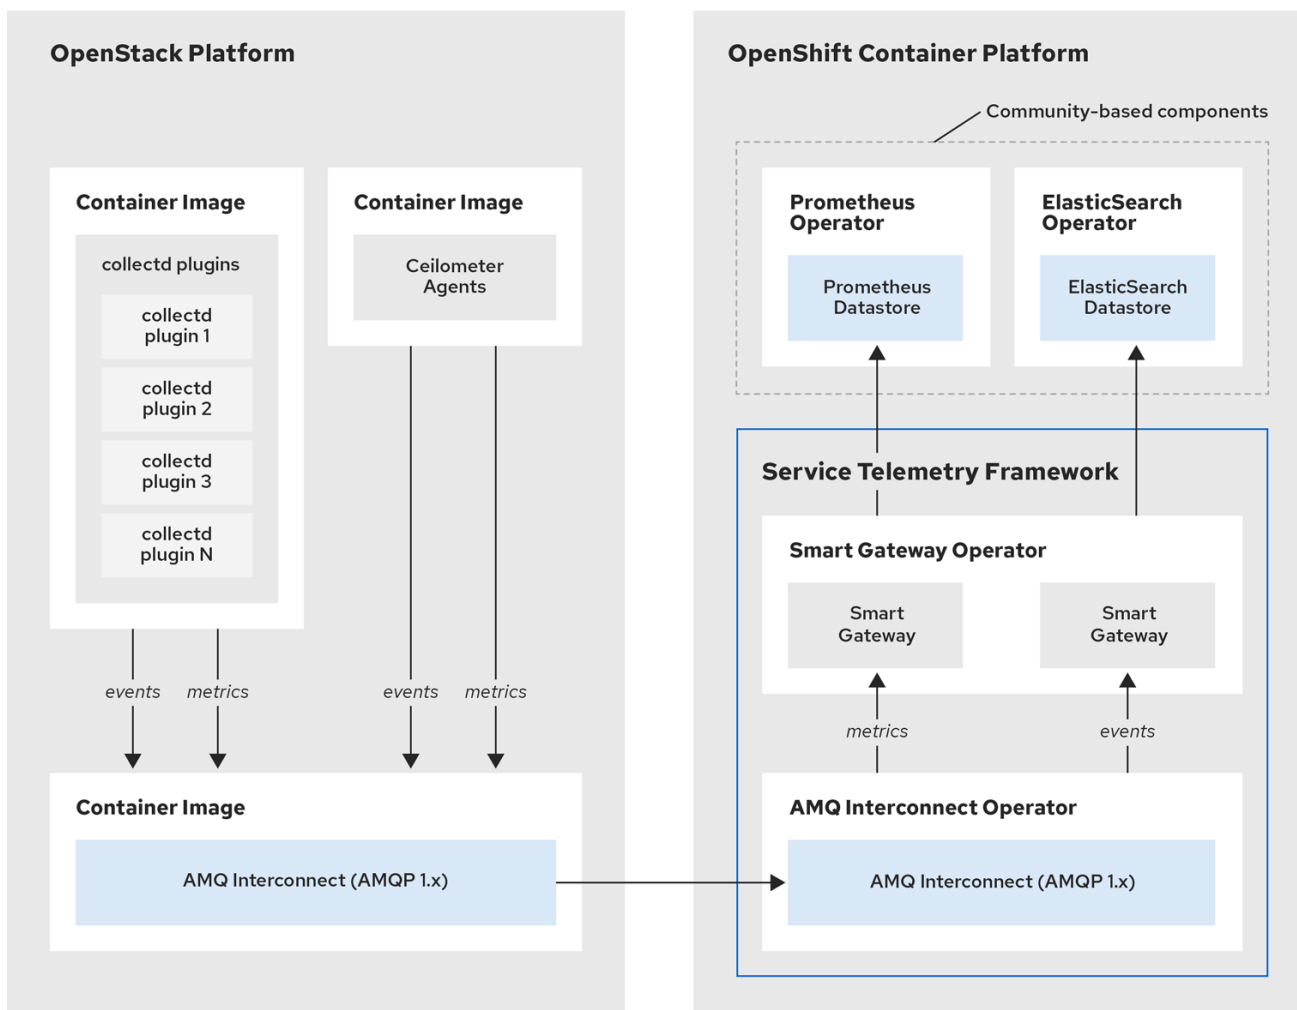 OpenStack Platform
Container Image
collectd plugins
collectd
plugin 1
collectd
plugin 2
collectd
plugin 3
collectd
plugin N
Container Image
Ceilometer
Agents
events
metrics
events
metrics
Container Image
AMQ Interconnect (AMQP 1.x)
OpenShift Container Platform
Community-based components
Prometheus
Operator
Prometheus
Datastore
ElasticSearch
Operator
ElasticSearch
Datastore
Service Telemetry Framework
Smart Gateway Operator
Smart
Gateway
Smart
Gateway
metrics
events
AMQ Interconnect Operator
AMQ Interconnect (AMQP 1.x)